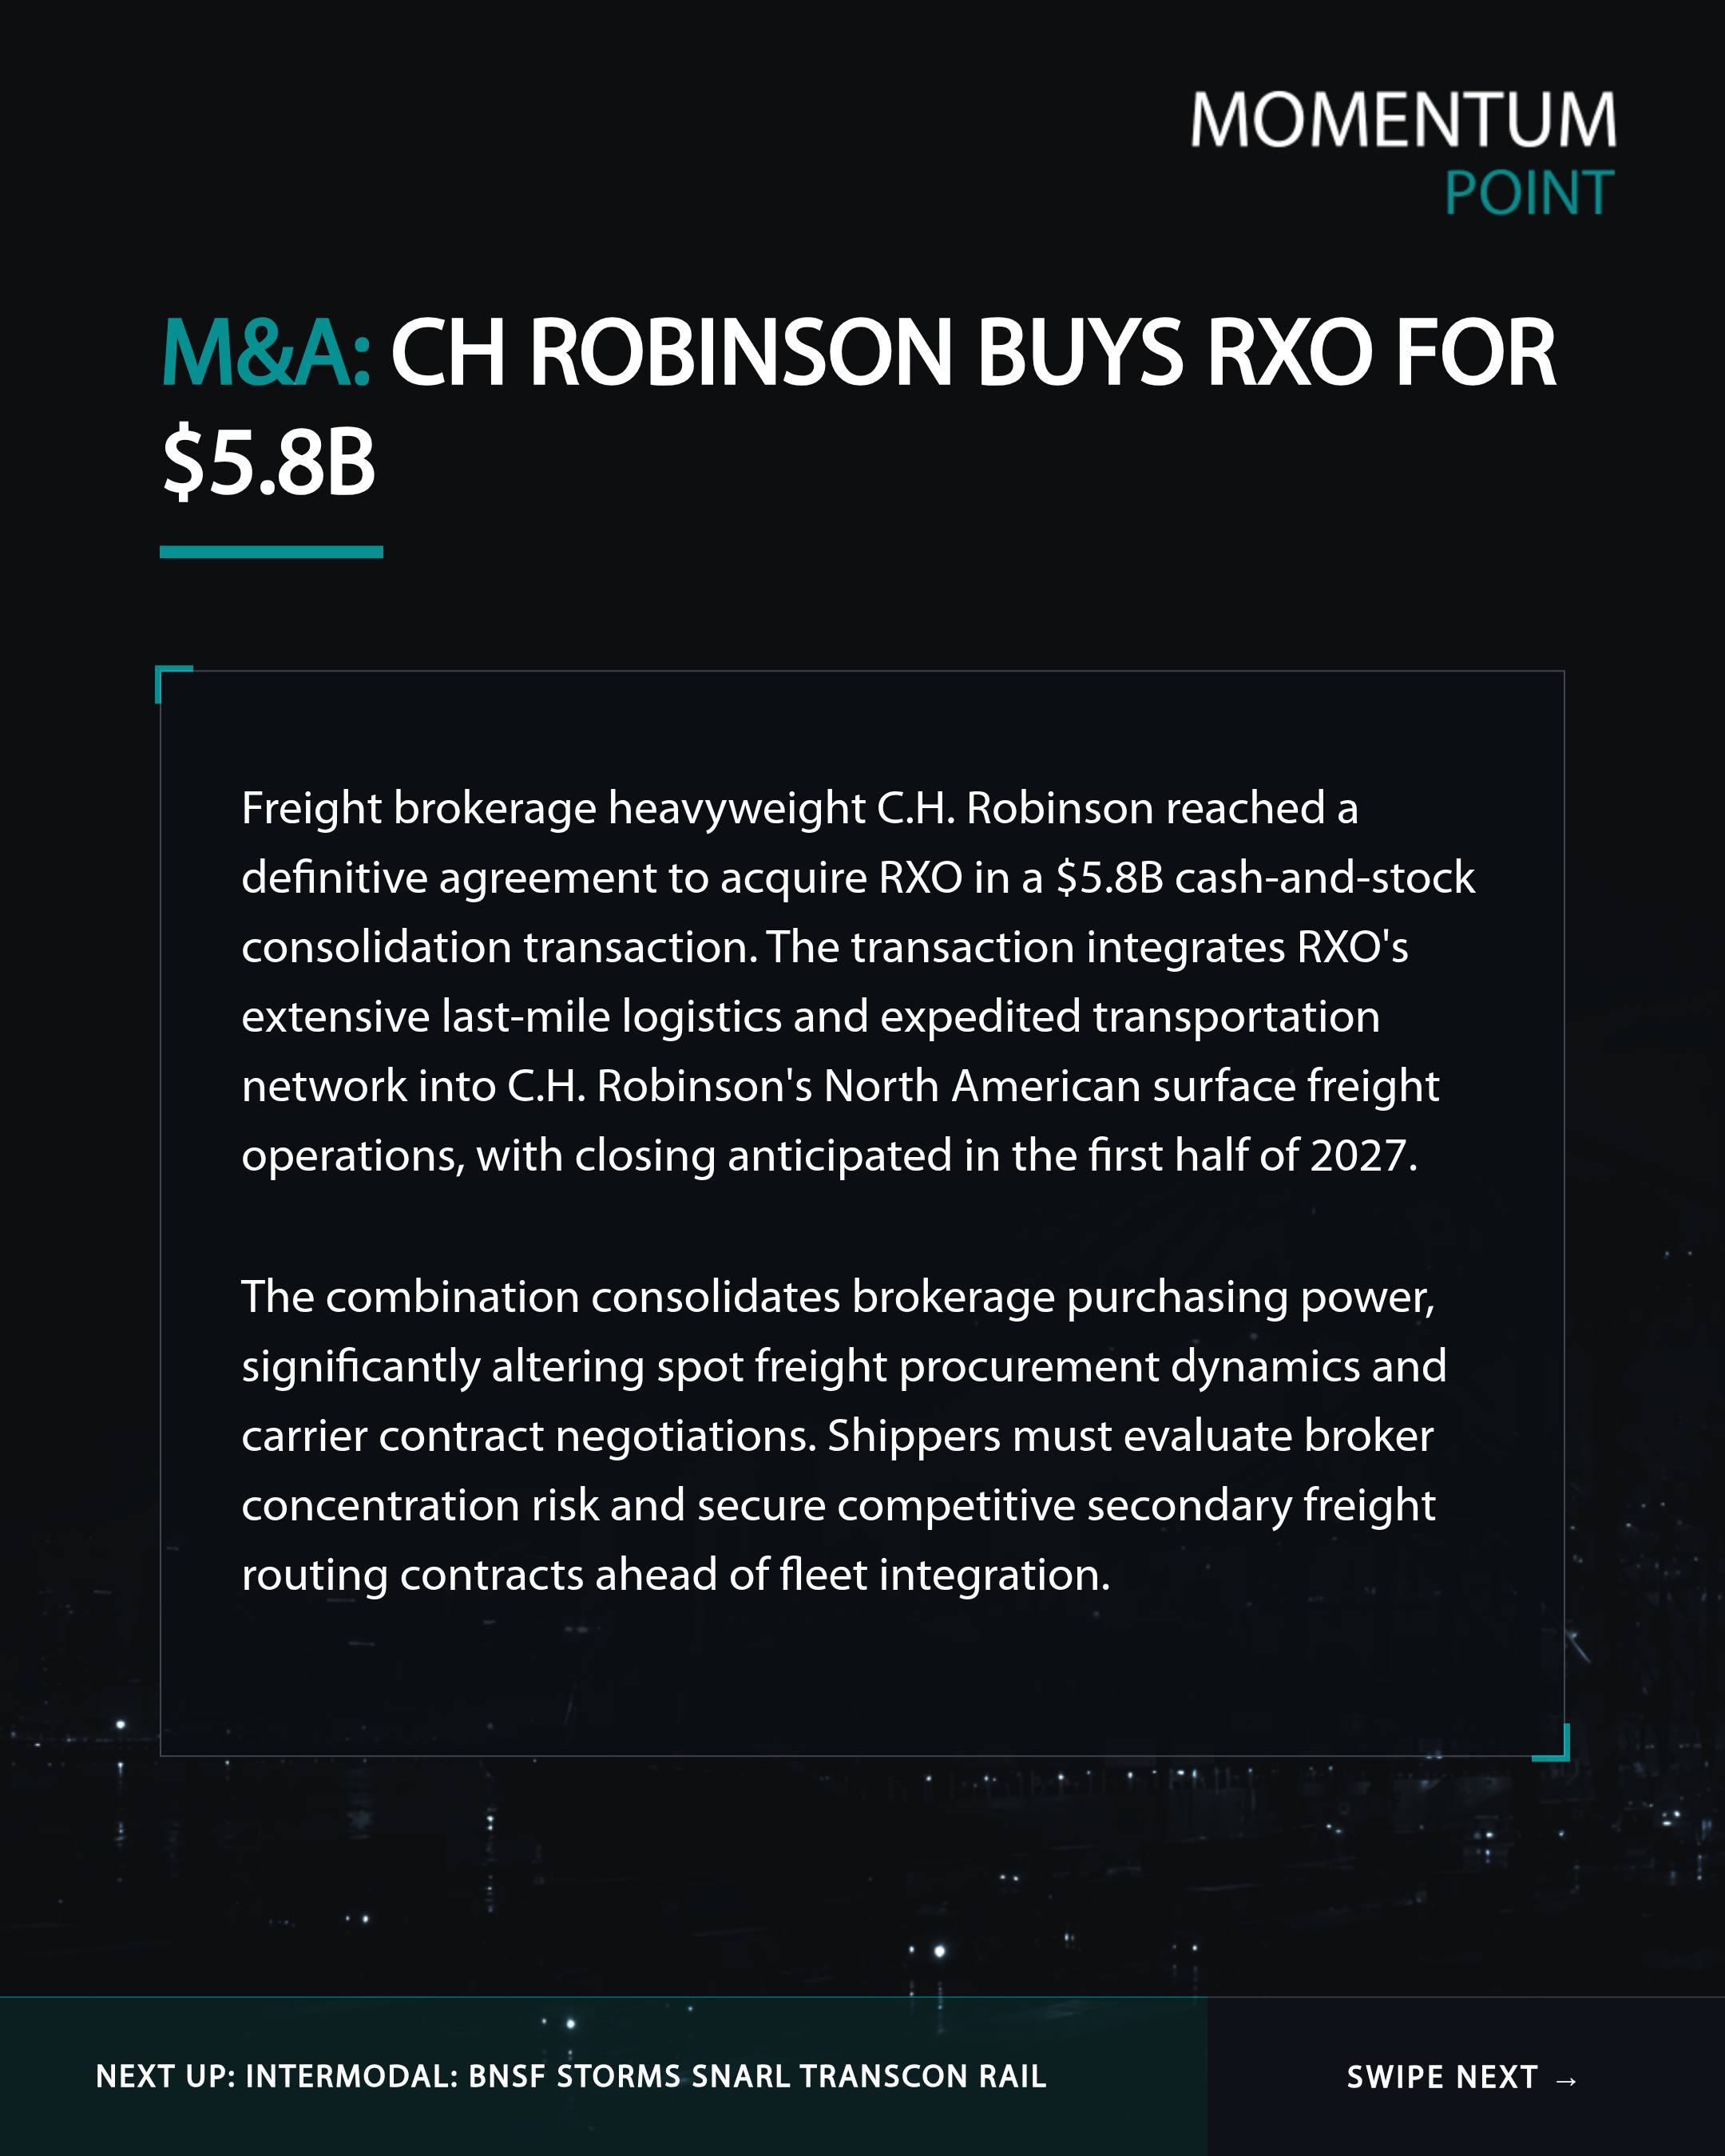 MOMENTUM
POINT
M&A: CH ROBINSON BUYS RXO FOR
$5.8B
Freight brokerage heavyweight C.H. Robinson reached a
definitive agreement to acquire RXO in a $5.8B cash-and-stock
consolidation transaction. The transaction integrates RXO's
extensive last-mile logistics and expedited transportation
network into C.H. Robinson's North American surface freight
operations, with closing anticipated in the first half of 2027.
The combination consolidates brokerage purchasing power,
significantly altering spot freight procurement dynamics and
carrier contract negotiations. Shippers must evaluate broker
concentration risk and secure competitive secondary freight
routing contracts ahead of fleet integration.
NEXT UP: INTERMODAL: BNSF STORMS SNARL TRANSCON RAIL
SWIPE NEXT →